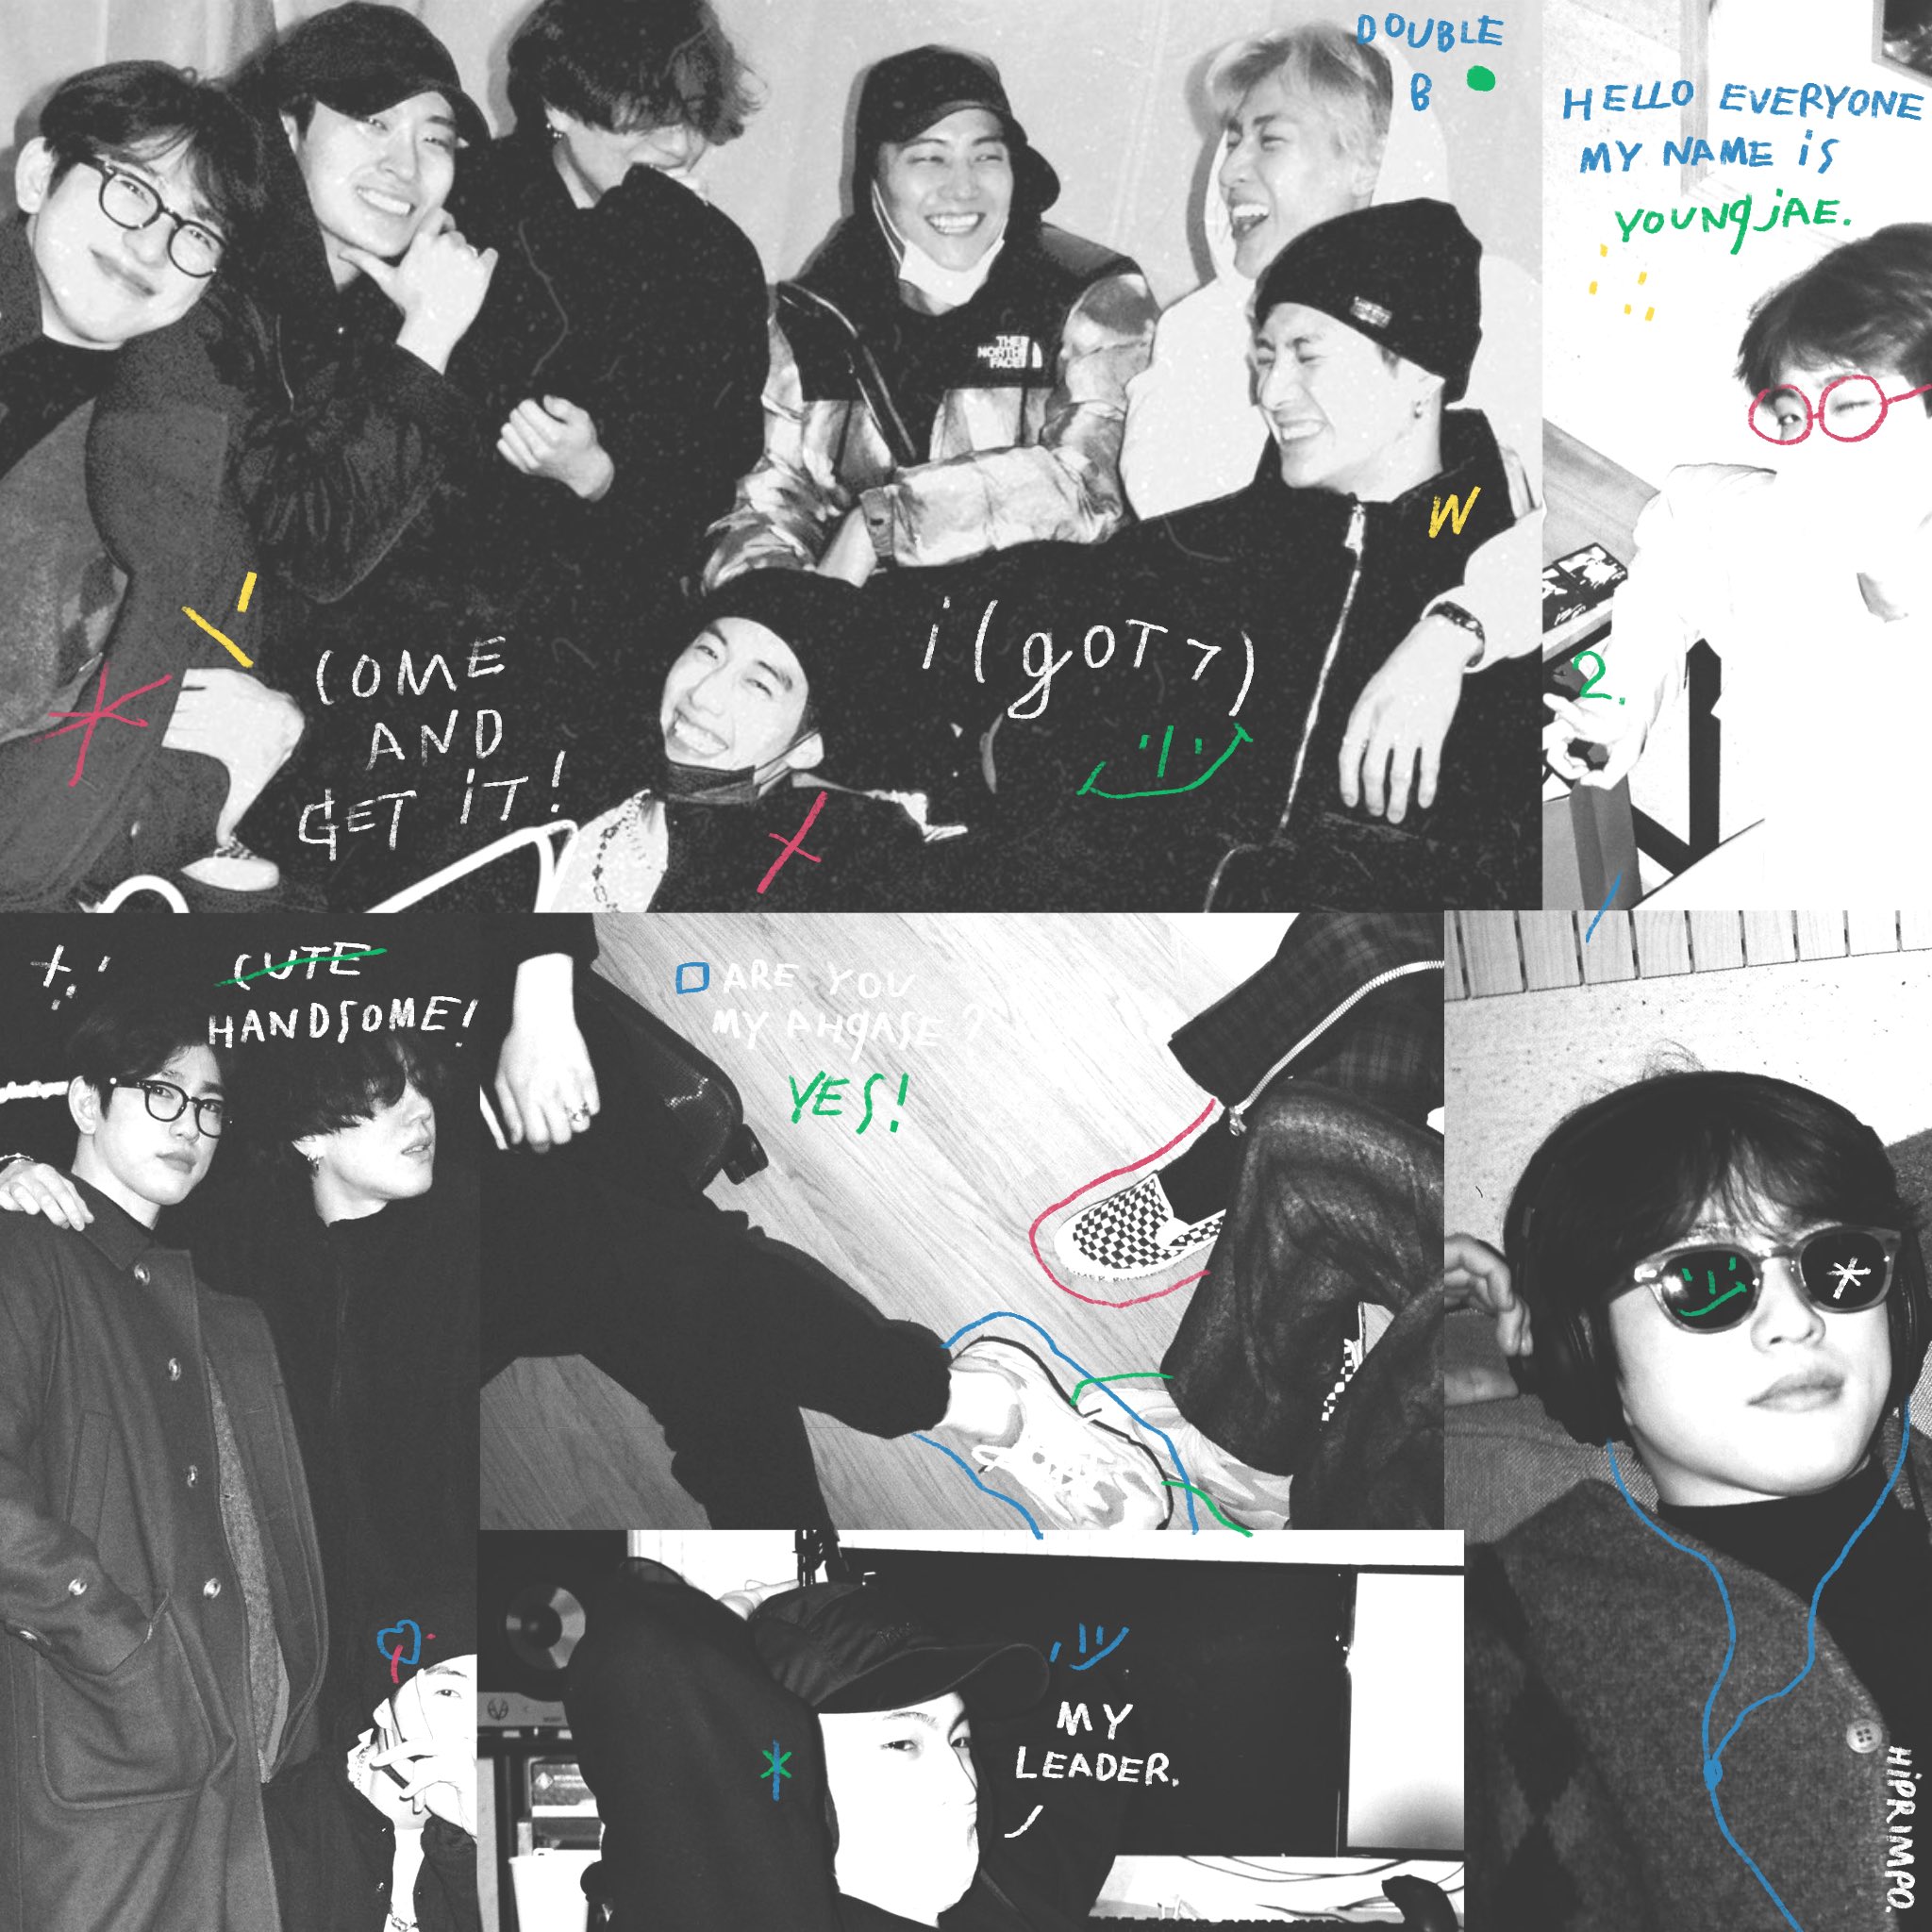 DOUBLE
B
HELLO EVERYONE
MY NAME iS
YOUNgjAE.
THE
NORTH
FACE
W
COME
AND
GET iT!
i(gOT7)
2.
CUTE
HANDSOME!
ARE YOU
MY AHgASE?
YES!
MY
LEADER.
HiPRIMPO.